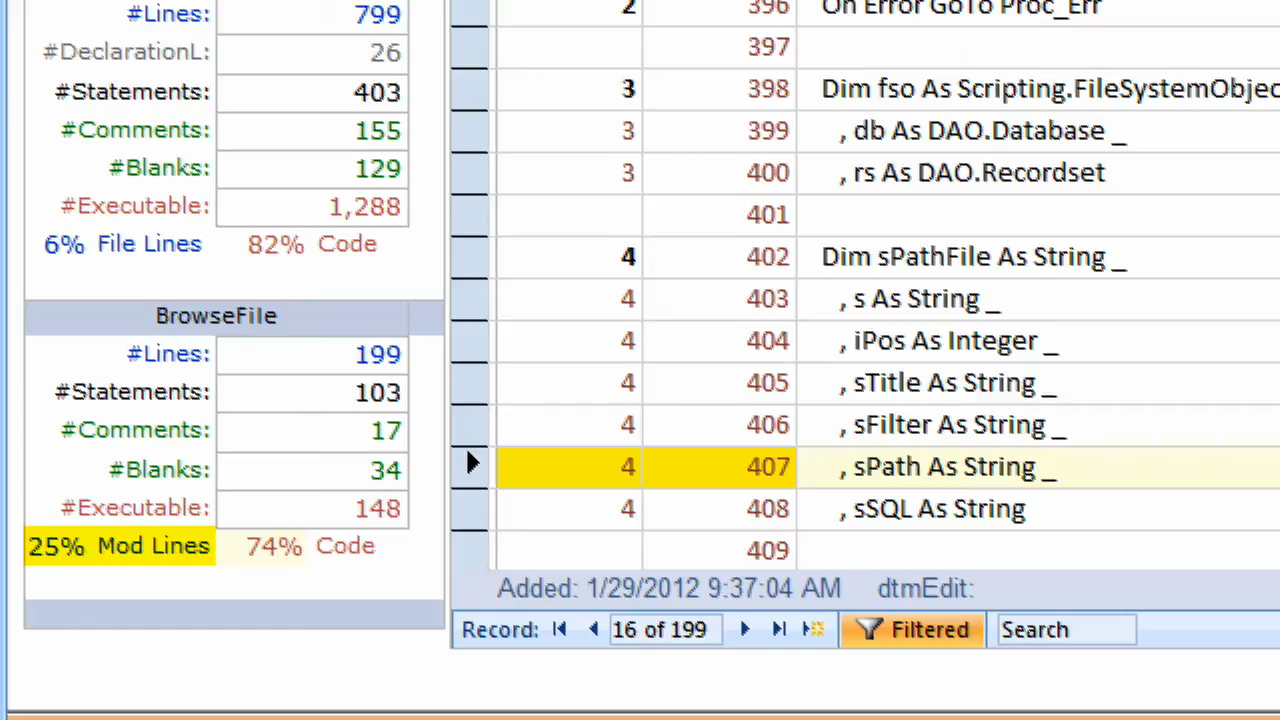 #Lines: 799
#DeclarationL: 26
#Statements: 403
#Comments: 155
#Blanks: 129
#Executable: 1,288
6% File Lines 82% Code
BrowseFile
#Lines: 199
#Statements: 103
#Comments: 17
#Blanks: 34
#Executable: 148
25% Mod Lines 74% Code
2 396 On Error GoTo Proc_Err
397
3 398 Dim fso As Scripting.FileSystemObjec
3 399 , db As DAO.Database _
3 400 , rs As DAO.Recordset
401
4 402 Dim sPathFile As String _
4 403 , s As String _
4 404 , iPos As Integer _
4 405 , sTitle As String _
4 406 , sFilter As String _
4 407 , sPath As String _
4 408 , sSQL As String
409
Added: 1/29/2012 9:37:04 AM dtmEdit:
Record: 16 of 199 Filtered Search